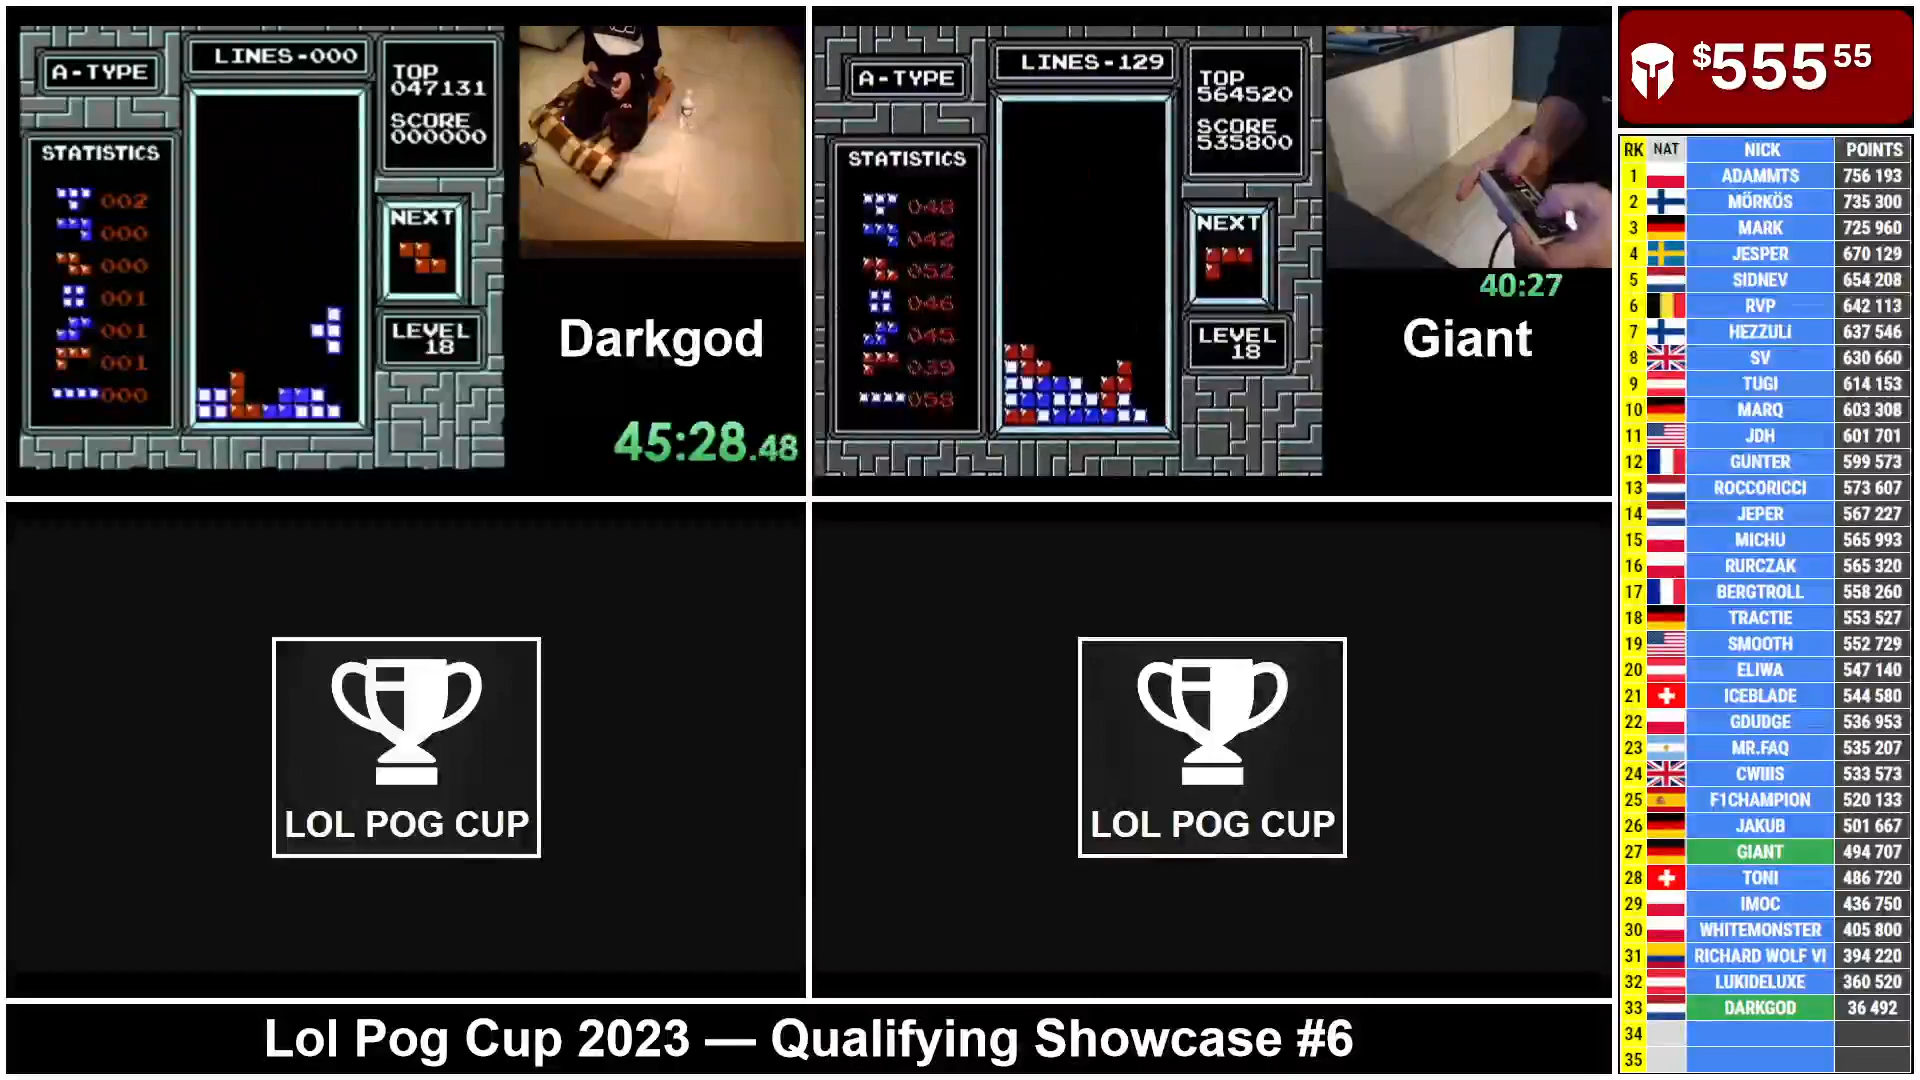 A-TYPE
LINES-000
TOP
047131
SCORE
000000
STATISTICS
002
000
000
001
001
001
000
NEXT
LEVEL
18
Darkgod
45:28.48
A-TYPE
LINES-129
TOP
564520
SCORE
535800
STATISTICS
048
042
052
046
045
039
058
NEXT
LEVEL
18
40:27
Giant
LOL POG CUP
LOL POG CUP
Lol Pog Cup 2023 — Qualifying Showcase #6
$555 55
RK NAT NICK POINTS
1 ADAMMTS 756 193
2 MÖRKÖS 735 300
3 MARK 725 960
4 JESPER 670 129
5 SIDNEV 654 208
6 RVP 642 113
7 HEZZULI 637 546
8 SV 630 660
9 TUGI 614 153
10 MARQ 603 308
11 JDH 601 701
12 GUNTER 599 573
13 ROCCORICCI 573 607
14 JEPER 567 227
15 MICHU 565 993
16 RURCZAK 565 320
17 BERGTROLL 558 260
18 TRACTIE 553 527
19 SMOOTH 552 729
20 ELIWA 547 140
21 ICEBLADE 544 580
22 GDUDGE 536 953
23 MR.FAQ 535 207
24 CWIIIS 533 573
25 F1CHAMPION 520 133
26 JAKUB 501 667
27 GIANT 494 707
28 TONI 486 720
29 IMOC 436 750
30 WHITEMONSTER 405 800
31 RICHARD WOLF VI 394 220
32 LUKIDELUXE 360 520
33 DARKGOD 36 492
34
35